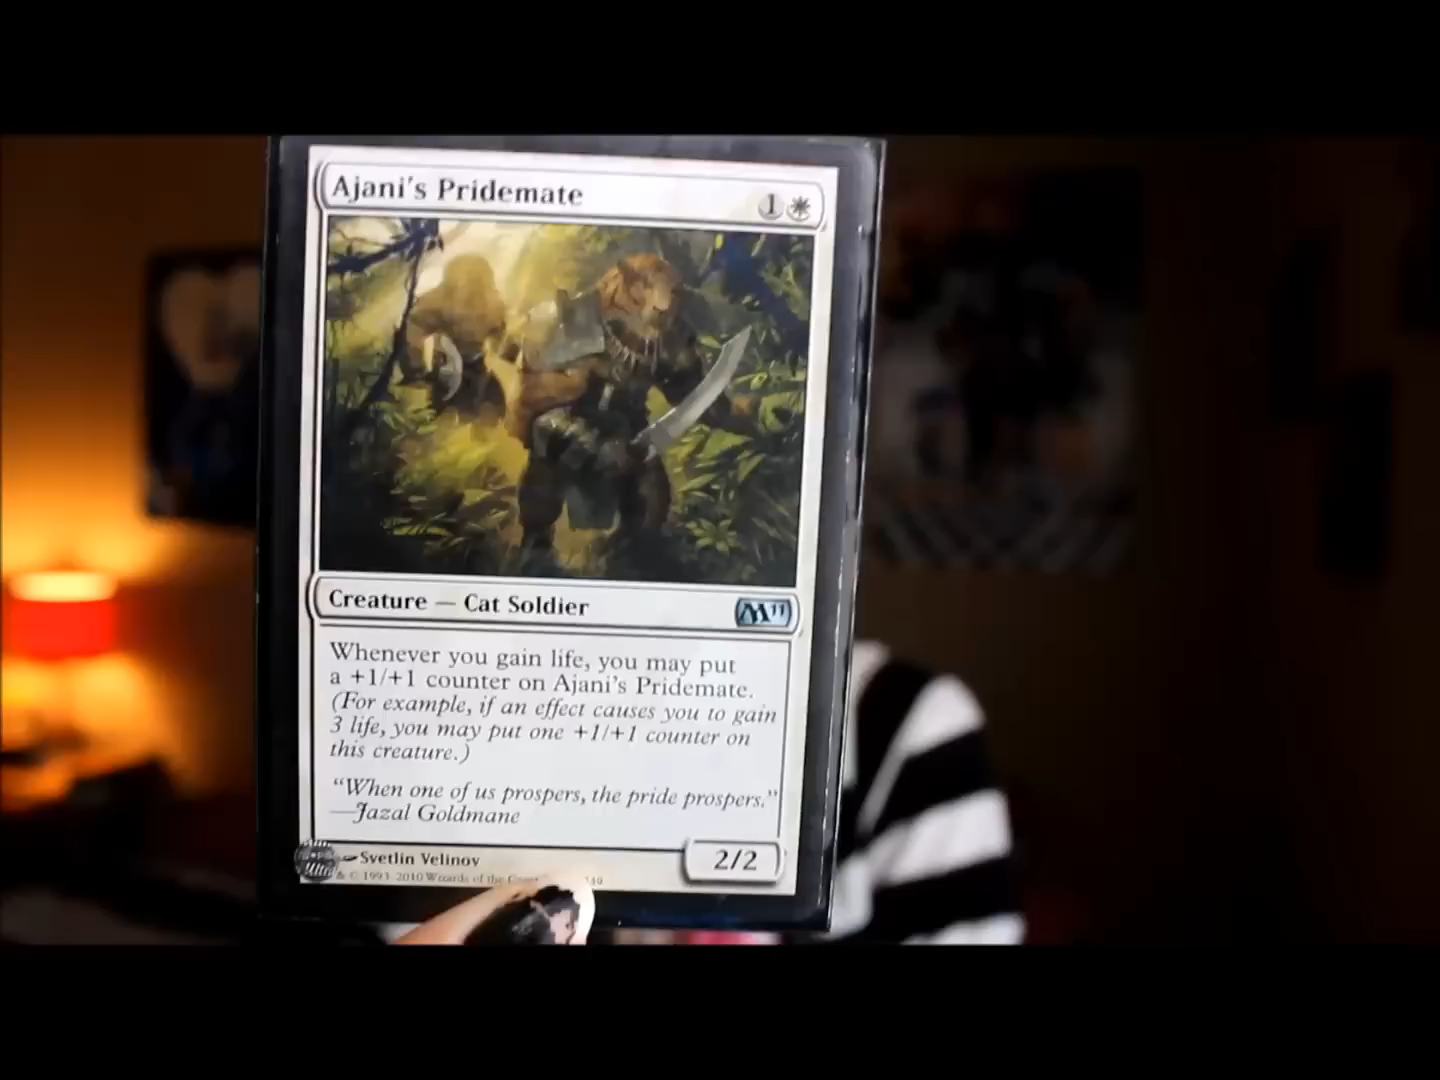 Ajani's Pridemate
1
Creature — Cat Soldier
M11
Whenever you gain life, you may put
a +1/+1 counter on Ajani's Pridemate.
(For example, if an effect causes you to gain
3 life, you may put one +1/+1 counter on
this creature.)
“When one of us prospers, the pride prospers.”
—Jazal Goldmane
Svetlin Velinov
2/2
& © 1993–2010 Wizards of the Coast